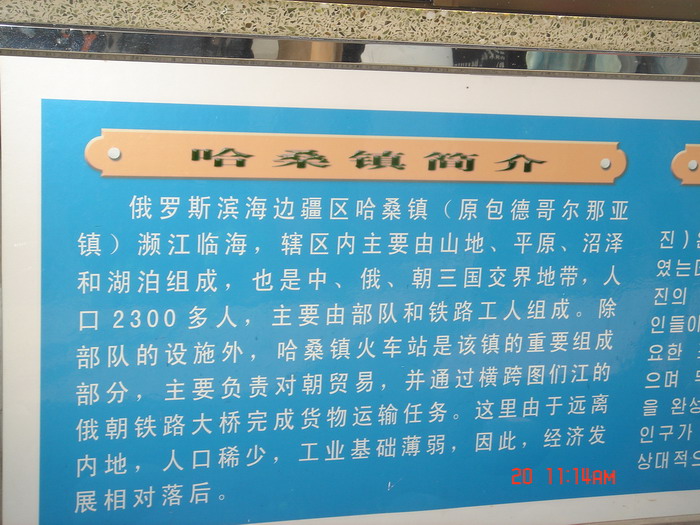 哈桑镇简介
俄罗斯滨海边疆区哈桑镇（原包德哥尔那亚
镇）濒江临海，辖区内主要由山地、平原、沼泽
和湖泊组成，也是中、俄、朝三国交界地带，人
口2300多人，主要由部队和铁路工人组成。除
部队的设施外，哈桑镇火车站是该镇的重要组成
部分，主要负责对朝贸易，并通过横跨图们江的
俄朝铁路大桥完成货物运输任务。这里由于远离
内地，人口稀少，工业基础薄弱，因此，经济发
展相对落后。
진)은
였는데
진의
인들이
요한
으며
을 완성
인구가
상대적으
20 11:14AM